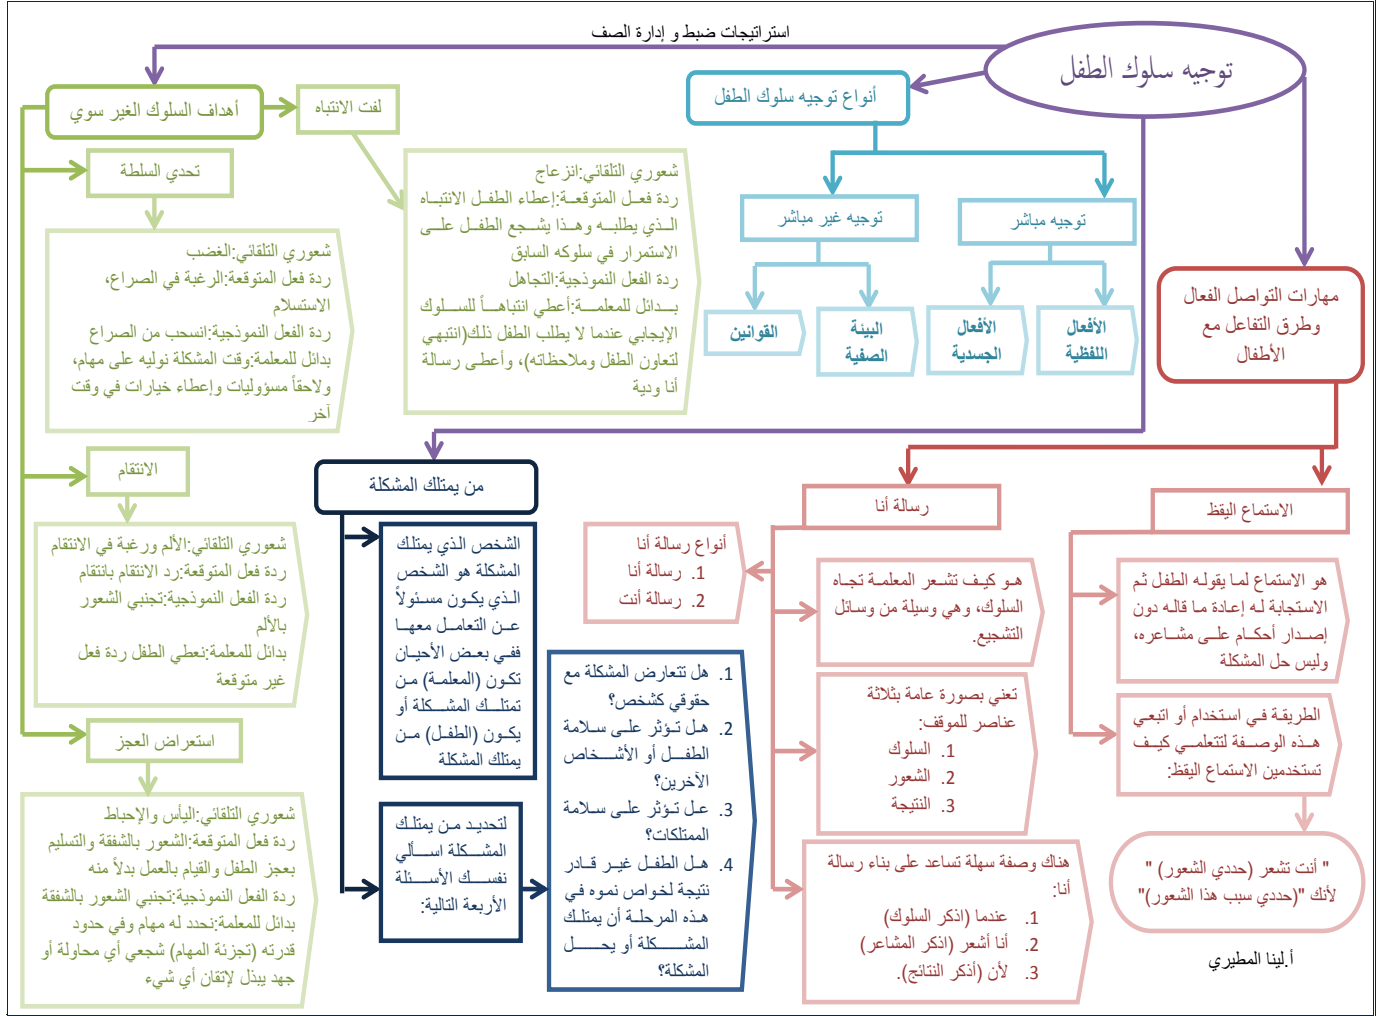 استراتيجات ضبط و إدارة الصف
توجيه سلوك الطفل
أنواع توجيه سلوك الطفل
توجيه مباشر
الأفعال
اللفظية
الأفعال
الجسدية
توجيه غير مباشر
البيئة
الصفية
القوانين
أهداف السلوك الغير سوي
لفت الانتباه
شعوري التلقائي:انزعاج
ردة فعل المتوقعة:إعطاء الطفل الانتباه
الذي يطلبه وهذا يشجع الطفل على
الاستمرار في سلوكه السابق
ردة الفعل النموذجية:التجاهل
بدائل للمعلمة:أعطي انتباهاً للسلوك
الإيجابي عندما لا يطلب الطفل ذلك(انتبهي
لتعاون الطفل وملاحظاته)، وأعطى رسالة
أنا ودية
تحدي السلطة
شعوري التلقائي:الغضب
ردة فعل المتوقعة:الرغبة في الصراع،
الاستسلام
ردة الفعل النموذجية:انسحب من الصراع
بدائل للمعلمة:وقت المشكلة نوليه على مهام،
ولاحقاً مسؤوليات وإعطاء خيارات في وقت
آخر
الانتقام
شعوري التلقائي:الألم ورغبة في الانتقام
ردة فعل المتوقعة:رد الانتقام بانتقام
ردة الفعل النموذجية:تجنبي الشعور
بالألم
بدائل للمعلمة:نعطي الطفل ردة فعل
غير متوقعة
استعراض العجز
شعوري التلقائي:اليأس والإحباط
ردة فعل المتوقعة:الشعور بالشفقة والتسليم
بعجز الطفل والقيام بالعمل بدلاً منه
ردة الفعل النموذجية:تجنبي الشعور بالشفقة
بدائل للمعلمة:نحدد له مهام وفي حدود
قدرته (تجزئة المهام) شجعي أي محاولة أو
جهد يبذل لإتقان أي شيء
من يمتلك المشكلة
الشخص الذي يمتلك
المشكلة هو الشخص
الذي يكون مسئولاً
عن التعامل معها
ففي بعض الأحيان
تكون (المعلمة) من
تمتلك المشكلة أو
يكون (الطفل) من
يمتلك المشكلة
لتحديد من يمتلك
المشكلة اسألي
نفسك الأسئلة
الأربعة التالية:
1. هل تتعارض المشكلة مع
حقوقي كشخص؟
2. هل تؤثر على سلامة
الطفل أو الأشخاص
الآخرين؟
3. عل تؤثر على سلامة
الممتلكات؟
4. هل الطفل غير قادر
نتيجة لخواص نموه في
هذه المرحلة أن يمتلك
المشكلة أو يحل
المشكلة؟
مهارات التواصل الفعال
وطرق التفاعل مع
الأطفال
رسالة أنا
أنواع رسالة أنا
1. رسالة أنا
2. رسالة أنت
هو كيف تشعر المعلمة تجاه
السلوك، وهي وسيلة من وسائل
التشجيع.
تعني بصورة عامة بثلاثة
عناصر للموقف:
1. السلوك
2. الشعور
3. النتيجة
هناك وصفة سهلة تساعد على بناء رسالة
أنا:
1. عندما (اذكر السلوك)
2. أنا أشعر (اذكر المشاعر)
3. لأن (أذكر النتائج).
الاستماع اليقظ
هو الاستماع لما يقوله الطفل ثم
الاستجابة له إعادة ما قاله دون
إصدار أحكام على مشاعره،
وليس حل المشكلة
الطريقة في استخدام أو اتبعي
هذه الوصفة لتتعلمي كيف
تستخدمين الاستماع اليقظ:
" أنت تشعر (حددي الشعور) "
لأنك "(حددي سبب هذا الشعور)"
أ.لينا المطيري